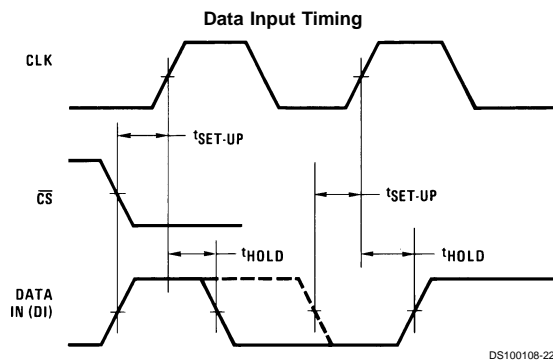 Data Input Timing
CLK
tSET-UP
CS
tSET-UP
tHOLD
tHOLD
DATA
IN (DI)
DS100108-22